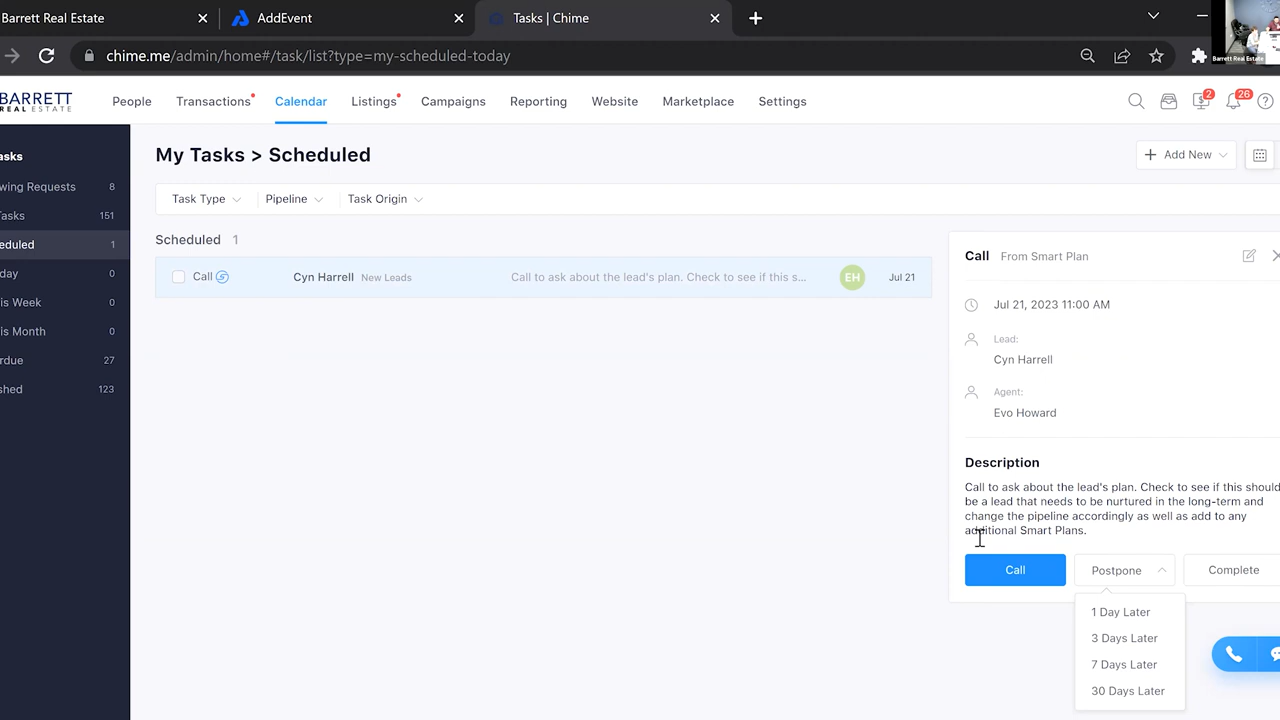 Barrett Real Estate
AddEvent
Tasks | Chime
Barrett Real Estate
chime.me/admin/home#/task/list?type=my-scheduled-today
BARRETT
REAL ESTATE
People
Transactions
Calendar
Listings
Campaigns
Reporting
Website
Marketplace
Settings
2
26
asks
wing Requests 8
Tasks 151
eduled 1
day 0
is Week 0
is Month 0
rdue 27
shed 123
My Tasks > Scheduled
Add New
Task Type
Pipeline
Task Origin
Scheduled 1
Call
Cyn Harrell New Leads
Call to ask about the lead's plan. Check to see if this s...
EH
Jul 21
Call From Smart Plan
Jul 21, 2023 11:00 AM
Lead:
Cyn Harrell
Agent:
Evo Howard
Description
Call to ask about the lead's plan. Check to see if this should
be a lead that needs to be nurtured in the long-term and
change the pipeline accordingly as well as add to any
additional Smart Plans.
Call
Postpone
Complete
1 Day Later
3 Days Later
7 Days Later
30 Days Later